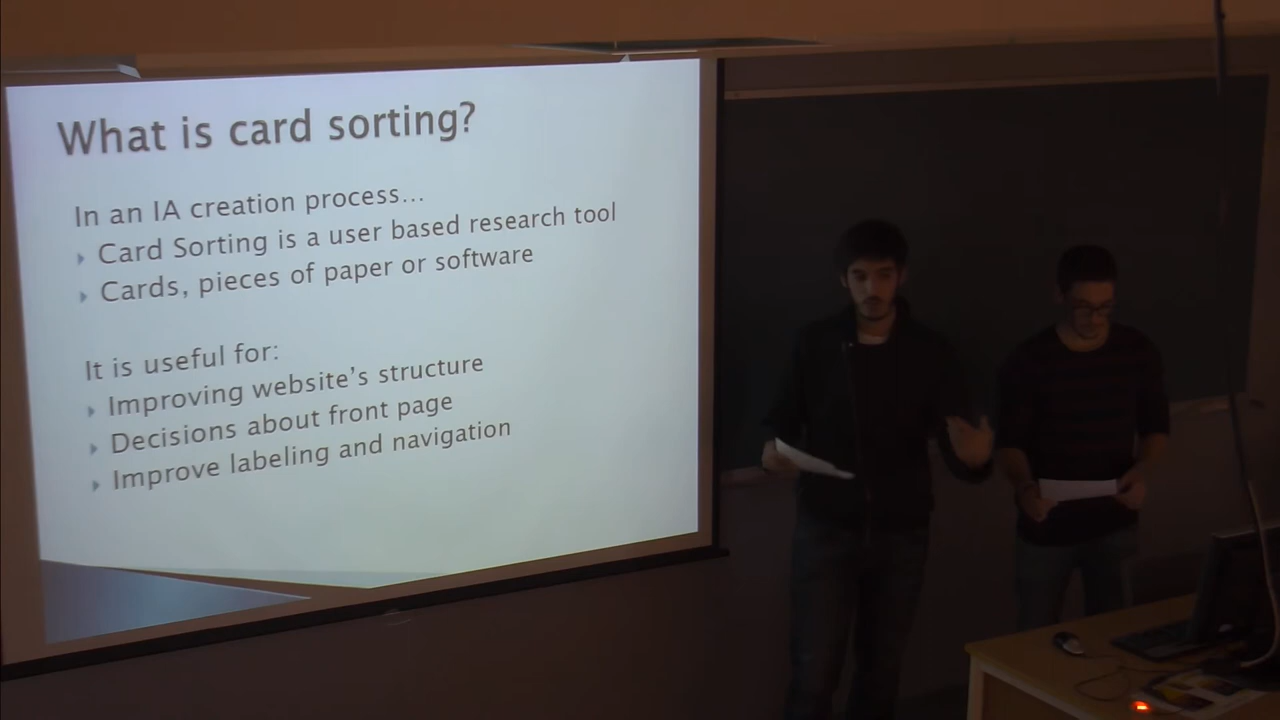 What is card sorting?
In an IA creation process...
Card Sorting is a user based research tool
Cards, pieces of paper or software
It is useful for:
Improving website's structure
Decisions about front page
Improve labeling and navigation